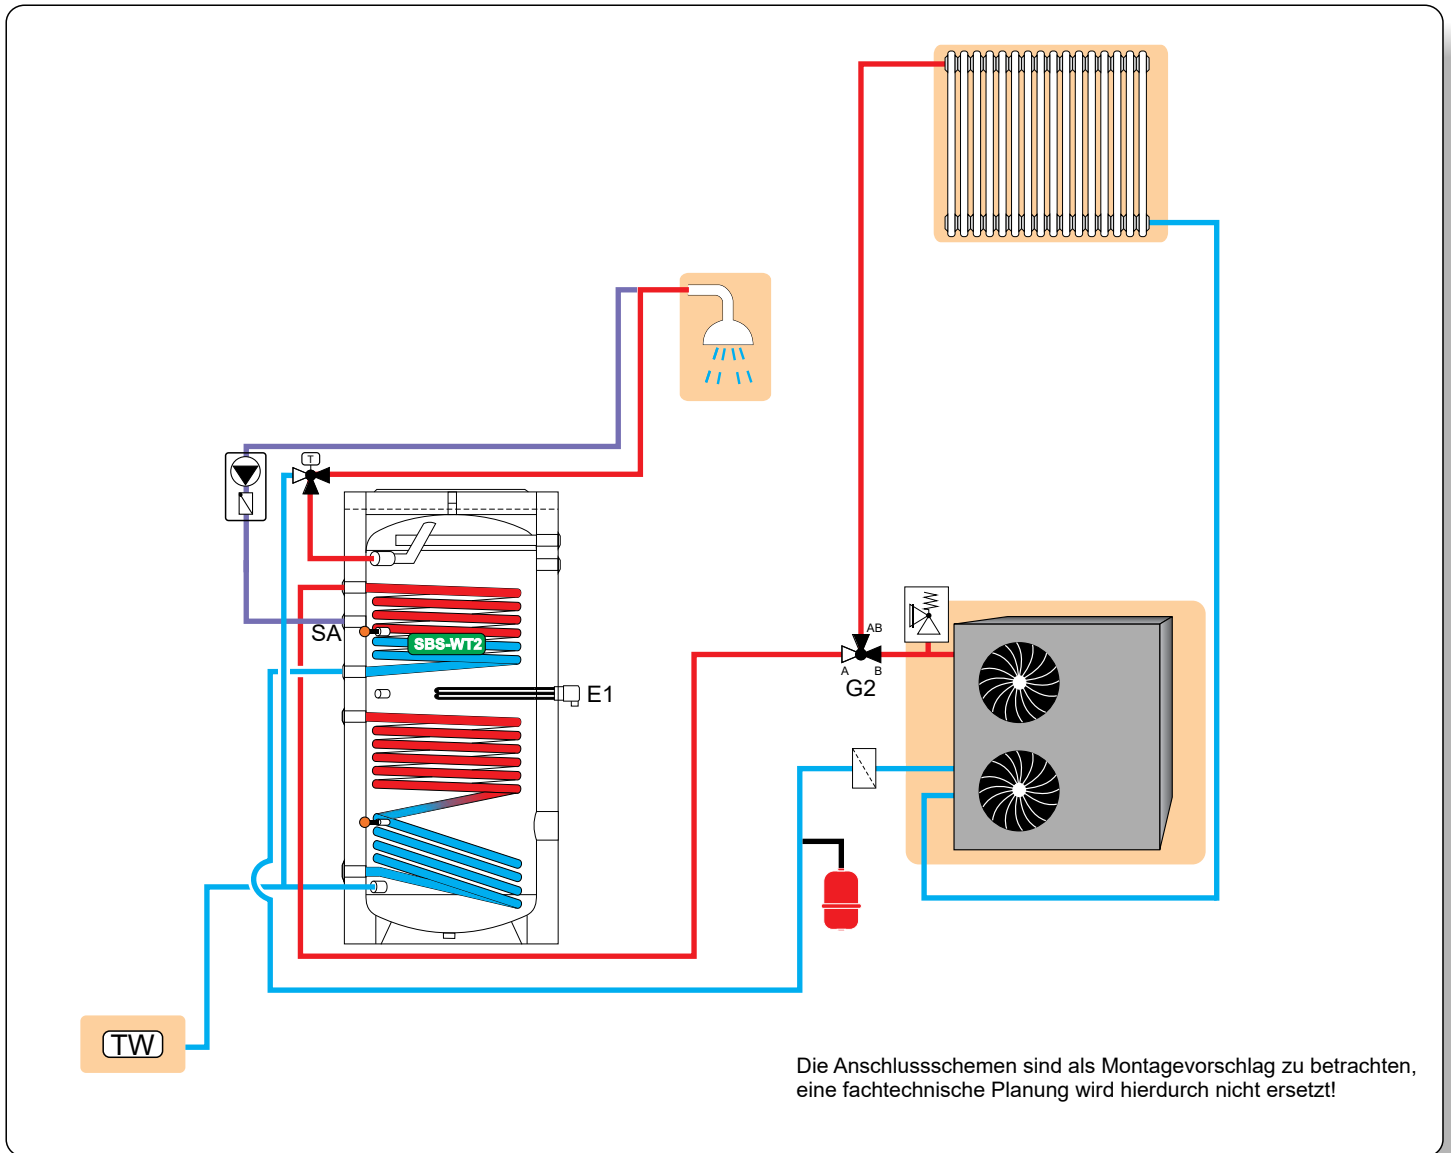 T
SA
SBS-WT2
E1
AB
A
B
G2
TW
Die Anschlussschemen sind als Montagevorschlag zu betrachten,
eine fachtechnische Planung wird hierdurch nicht ersetzt!